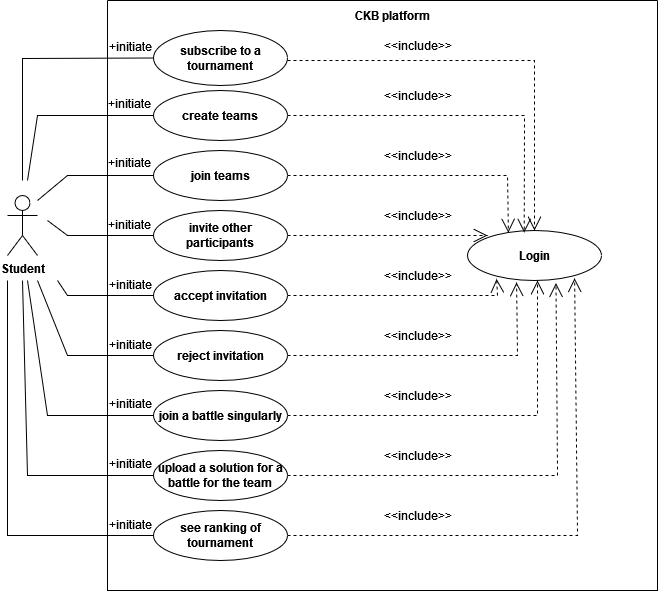 CKB platform
+initiate
subscribe to a
tournament
<<include>>
+initiate
create teams
<<include>>
+initiate
join teams
<<include>>
+initiate
invite other
participants
<<include>>
Student
Login
+initiate
accept invitation
<<include>>
+initiate
reject invitation
<<include>>
+initiate
join a battle singularly
<<include>>
+initiate
upload a solution for a
battle for the team
<<include>>
+initiate
see ranking of
tournament
<<include>>